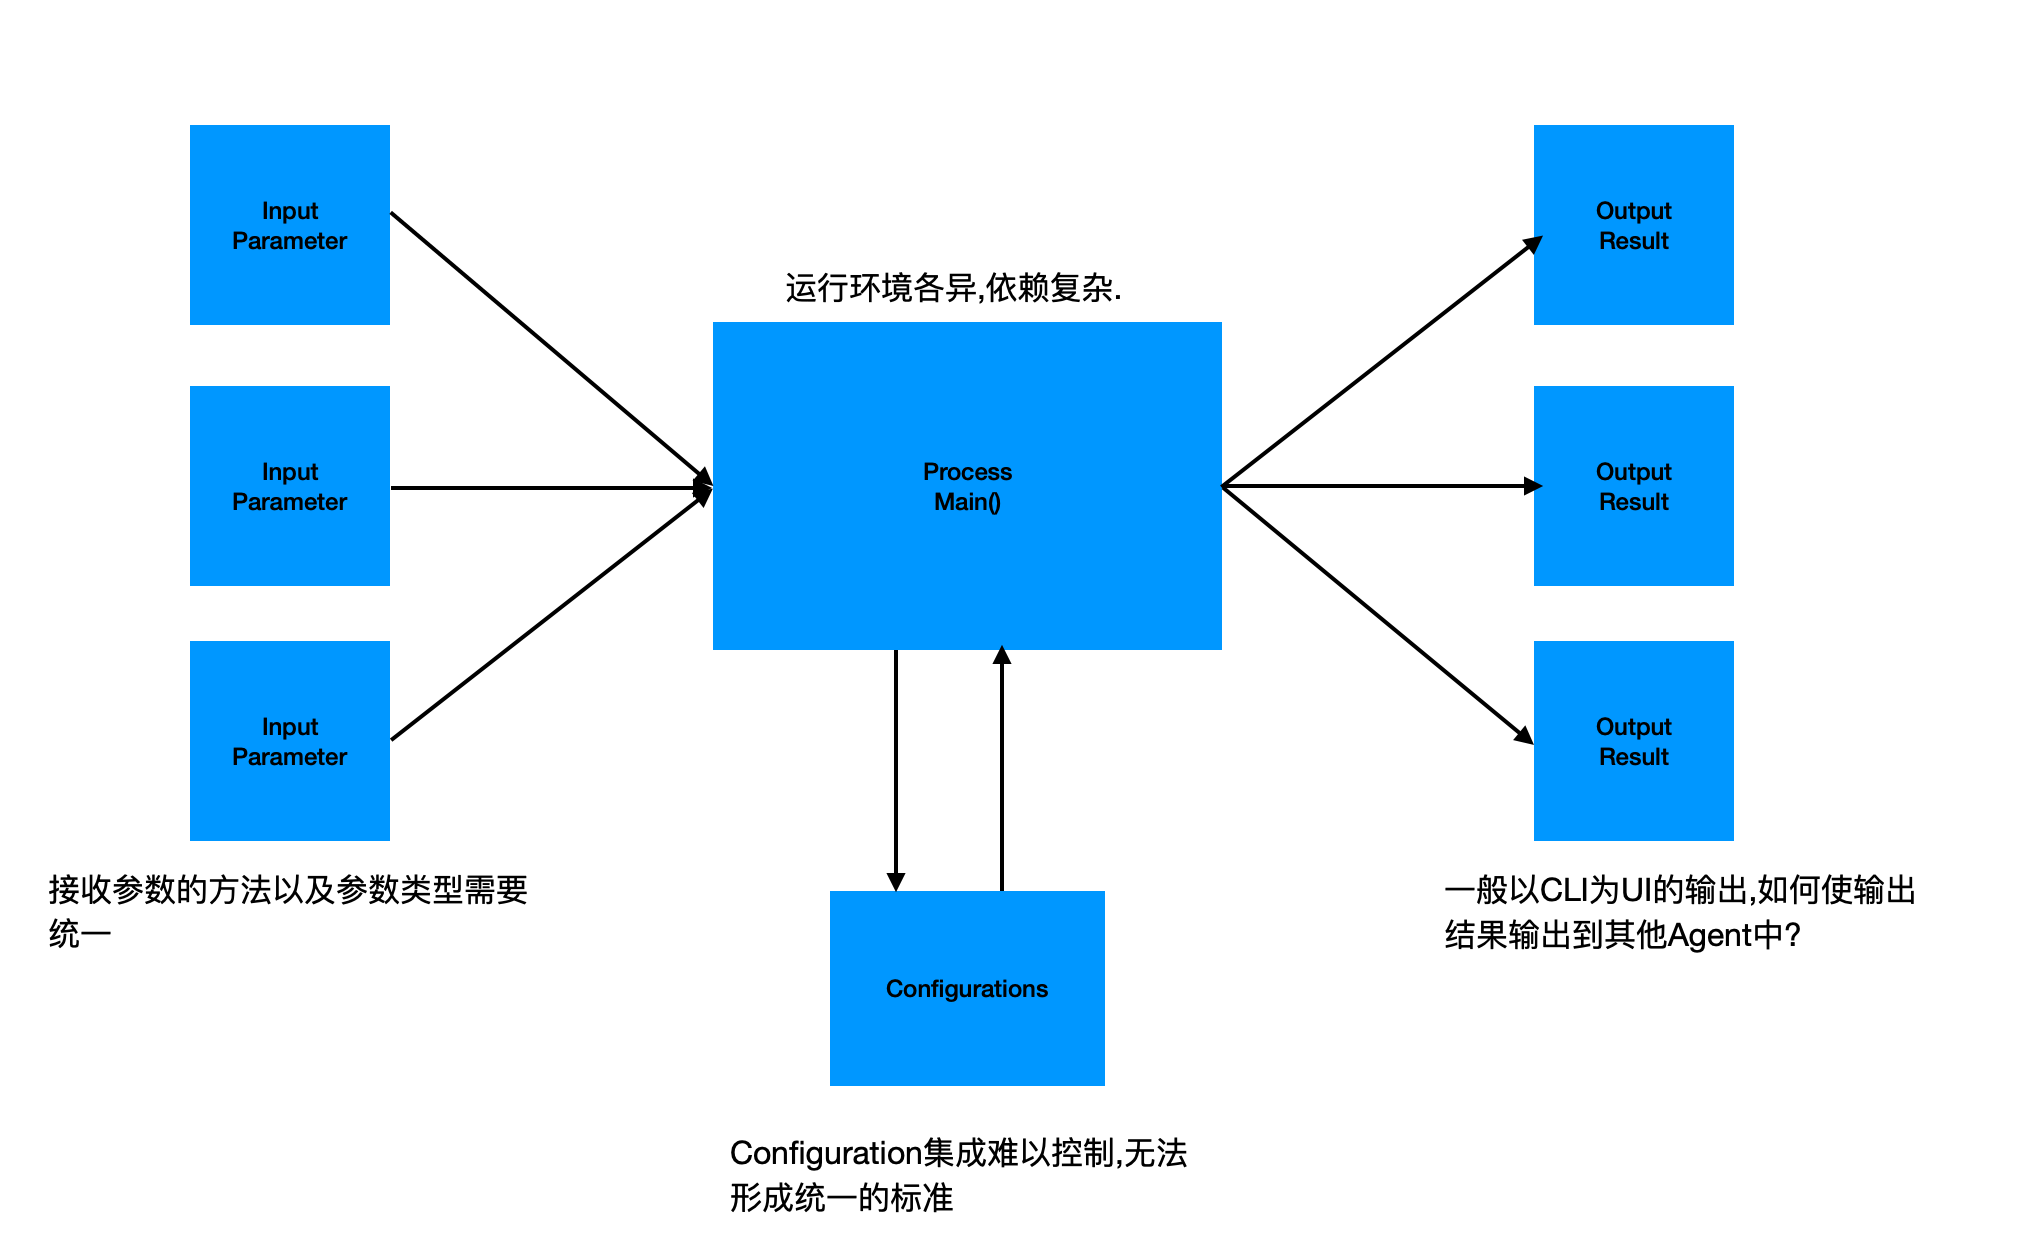 Input
Parameter
Output
Result
运行环境各异,依赖复杂.
Input
Parameter
Process
Main()
Output
Result
Input
Parameter
Output
Result
接收参数的方法以及参数类型需要
统一
一般以CLI为UI的输出,如何使输出
结果输出到其他Agent中?
Configurations
Configuration集成难以控制,无法
形成统一的标准